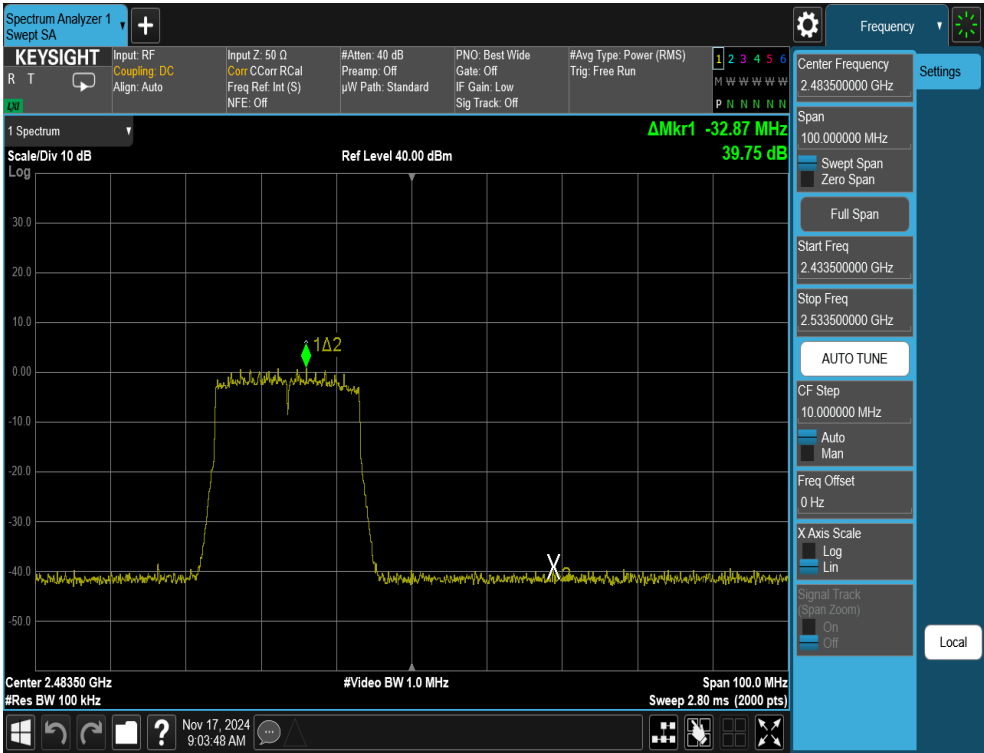 Spectrum Analyzer 1
Swept SA
+
Frequency
KEYSIGHT
R T
LXI
Input: RF
Coupling: DC
Align: Auto
Input Z: 50 Ω
Corr CCorr RCal
Freq Ref: Int (S)
NFE: Off
#Atten: 40 dB
Preamp: Off
µW Path: Standard
PNO: Best Wide
Gate: Off
IF Gain: Low
Sig Track: Off
#Avg Type: Power (RMS)
Trig: Free Run
1 2 3 4 5 6
M W W W W W
P N N N N N
1 Spectrum
ΔMkr1 -32.87 MHz
39.75 dB
Scale/Div 10 dB
Ref Level 40.00 dBm
Log
30.0
20.0
10.0
0.00
-10.0
-20.0
-30.0
-40.0
-50.0
1Δ2
X2
Center 2.48350 GHz
#Video BW 1.0 MHz
Span 100.0 MHz
#Res BW 100 kHz
Sweep 2.80 ms (2000 pts)
Center Frequency
2.483500000 GHz
Settings
Span
100.000000 MHz
Swept Span
Zero Span
Full Span
Start Freq
2.433500000 GHz
Stop Freq
2.533500000 GHz
AUTO TUNE
CF Step
10.000000 MHz
Auto
Man
Freq Offset
0 Hz
X Axis Scale
Log
Lin
Signal Track
(Span Zoom)
On
Off
Local
?
Nov 17, 2024
9:03:48 AM